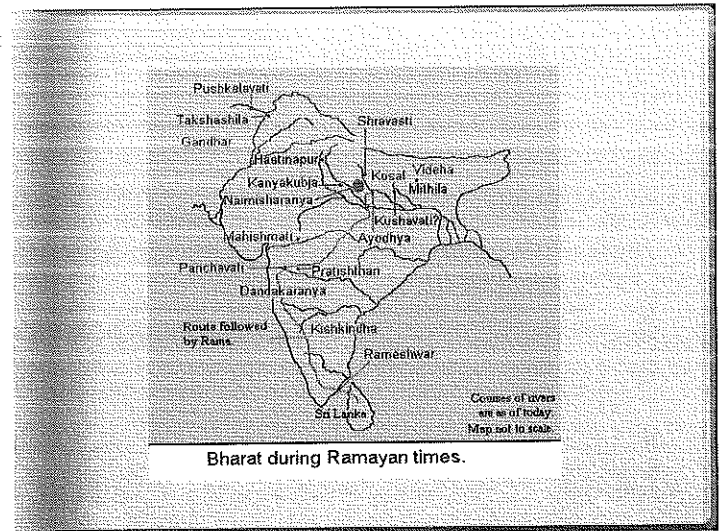 Pushkalavati
Takshashila
Shravasti
Gandhar
Hastinapur
Kosal Videha
Kanyakubja
Mithila
Naimisharanya
Kushavati?
Mahishmati
Ayodhya
Panchavati
Pratishthan
Dandakaranya
Route followed
by Rama.
Kishkindha
Rameshwar
Sri Lanka
Courses of rivers
are as of today.
Map not to scale.
Bharat during Ramayan times.